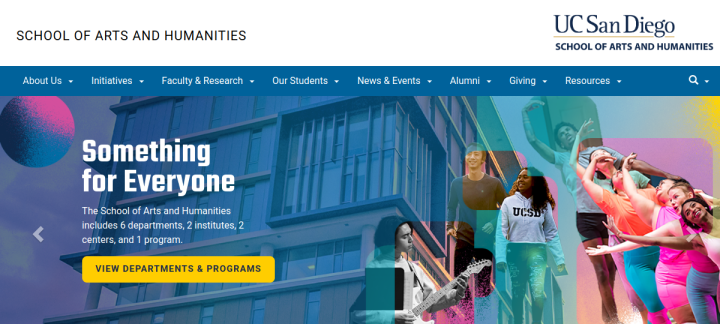 SCHOOL OF ARTS AND HUMANITIES
UC San Diego
SCHOOL OF ARTS AND HUMANITIES
About Us Initiatives Faculty & Research Our Students News & Events Alumni Giving Resources
Something
for Everyone
The School of Arts and Humanities
includes 6 departments, 2 institutes, 2
centers, and 1 program.
VIEW DEPARTMENTS & PROGRAMS
UCSD